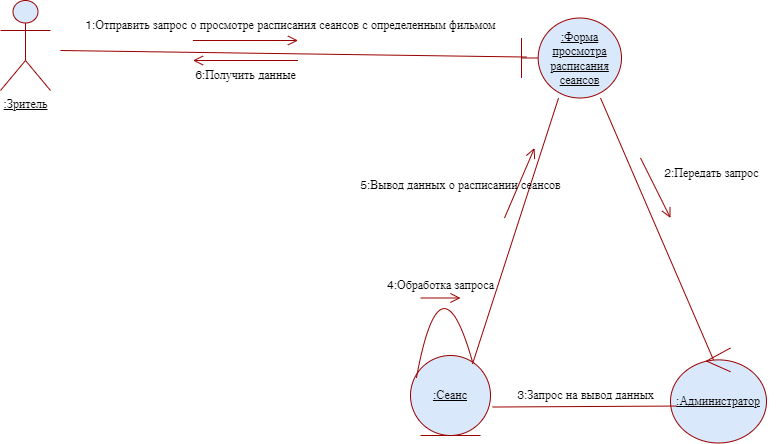 1:Отправить запрос о просмотре расписания сеансов с определенным фильмом
:Форма
просмотра
расписания
сеансов
6:Получить данные
:Зритель
2:Передать запрос
5:Вывод данных о расписании сеансов
4:Обработка запроса
:Сеанс
3:Запрос на вывод данных
:Администратор